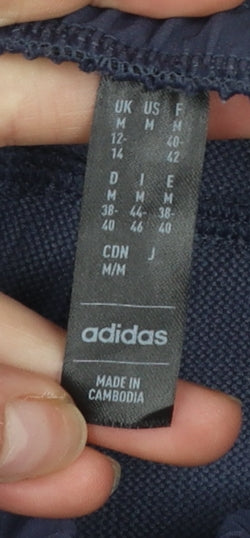 UK US F
M M M
12- 40-
14 42
D I E
M M M
38- 44- 38-
40 46 40
CDN J
M/M
adidas
MADE IN
CAMBODIA